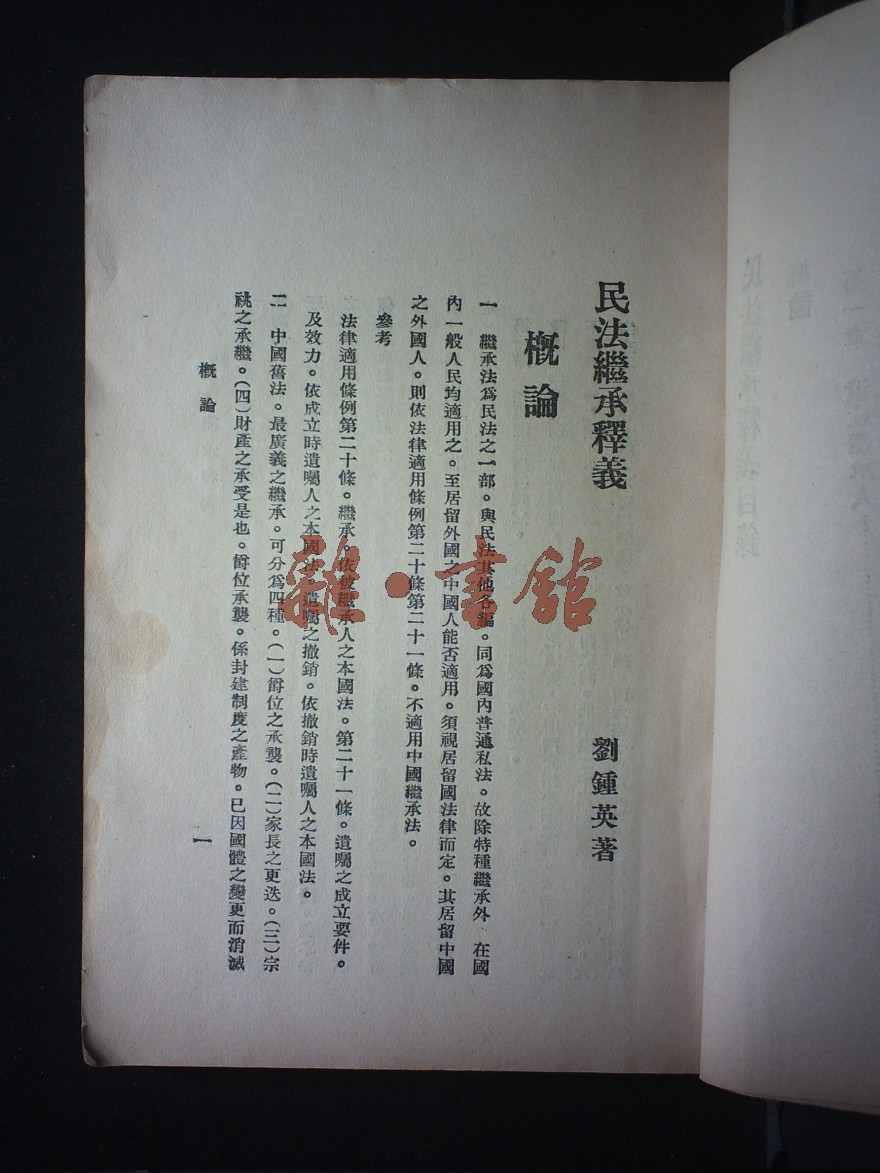 民法繼承釋義
劉鍾英著
概論
一　繼承法爲民法之一部。與民法其他各編。同爲國內普通私法。故除特種繼承外　在國
內一般人民均適用之。至居留外國之中國人能否適用。須視居留國法律而定。其居留中國
之外國人。則依法律適用條例第二十條第二十一條。不適用中國繼承法。
參考
法律適用條例第二十條。繼承。依被繼承人之本國法。第二十一條。遺囑之成立要件。
及效力。依成立時遺囑人之本國法。遺囑之撤銷。依撤銷時遺囑人之本國法。
二　中國舊法。最廣義之繼承。可分爲四種。(一)爵位之承襲。(二)家長之更迭。(三)宗
祧之承繼。(四)財產之承受是也。爵位承襲。係封建制度之產物。已因國體之變更而消滅
概論
一
雜·書館